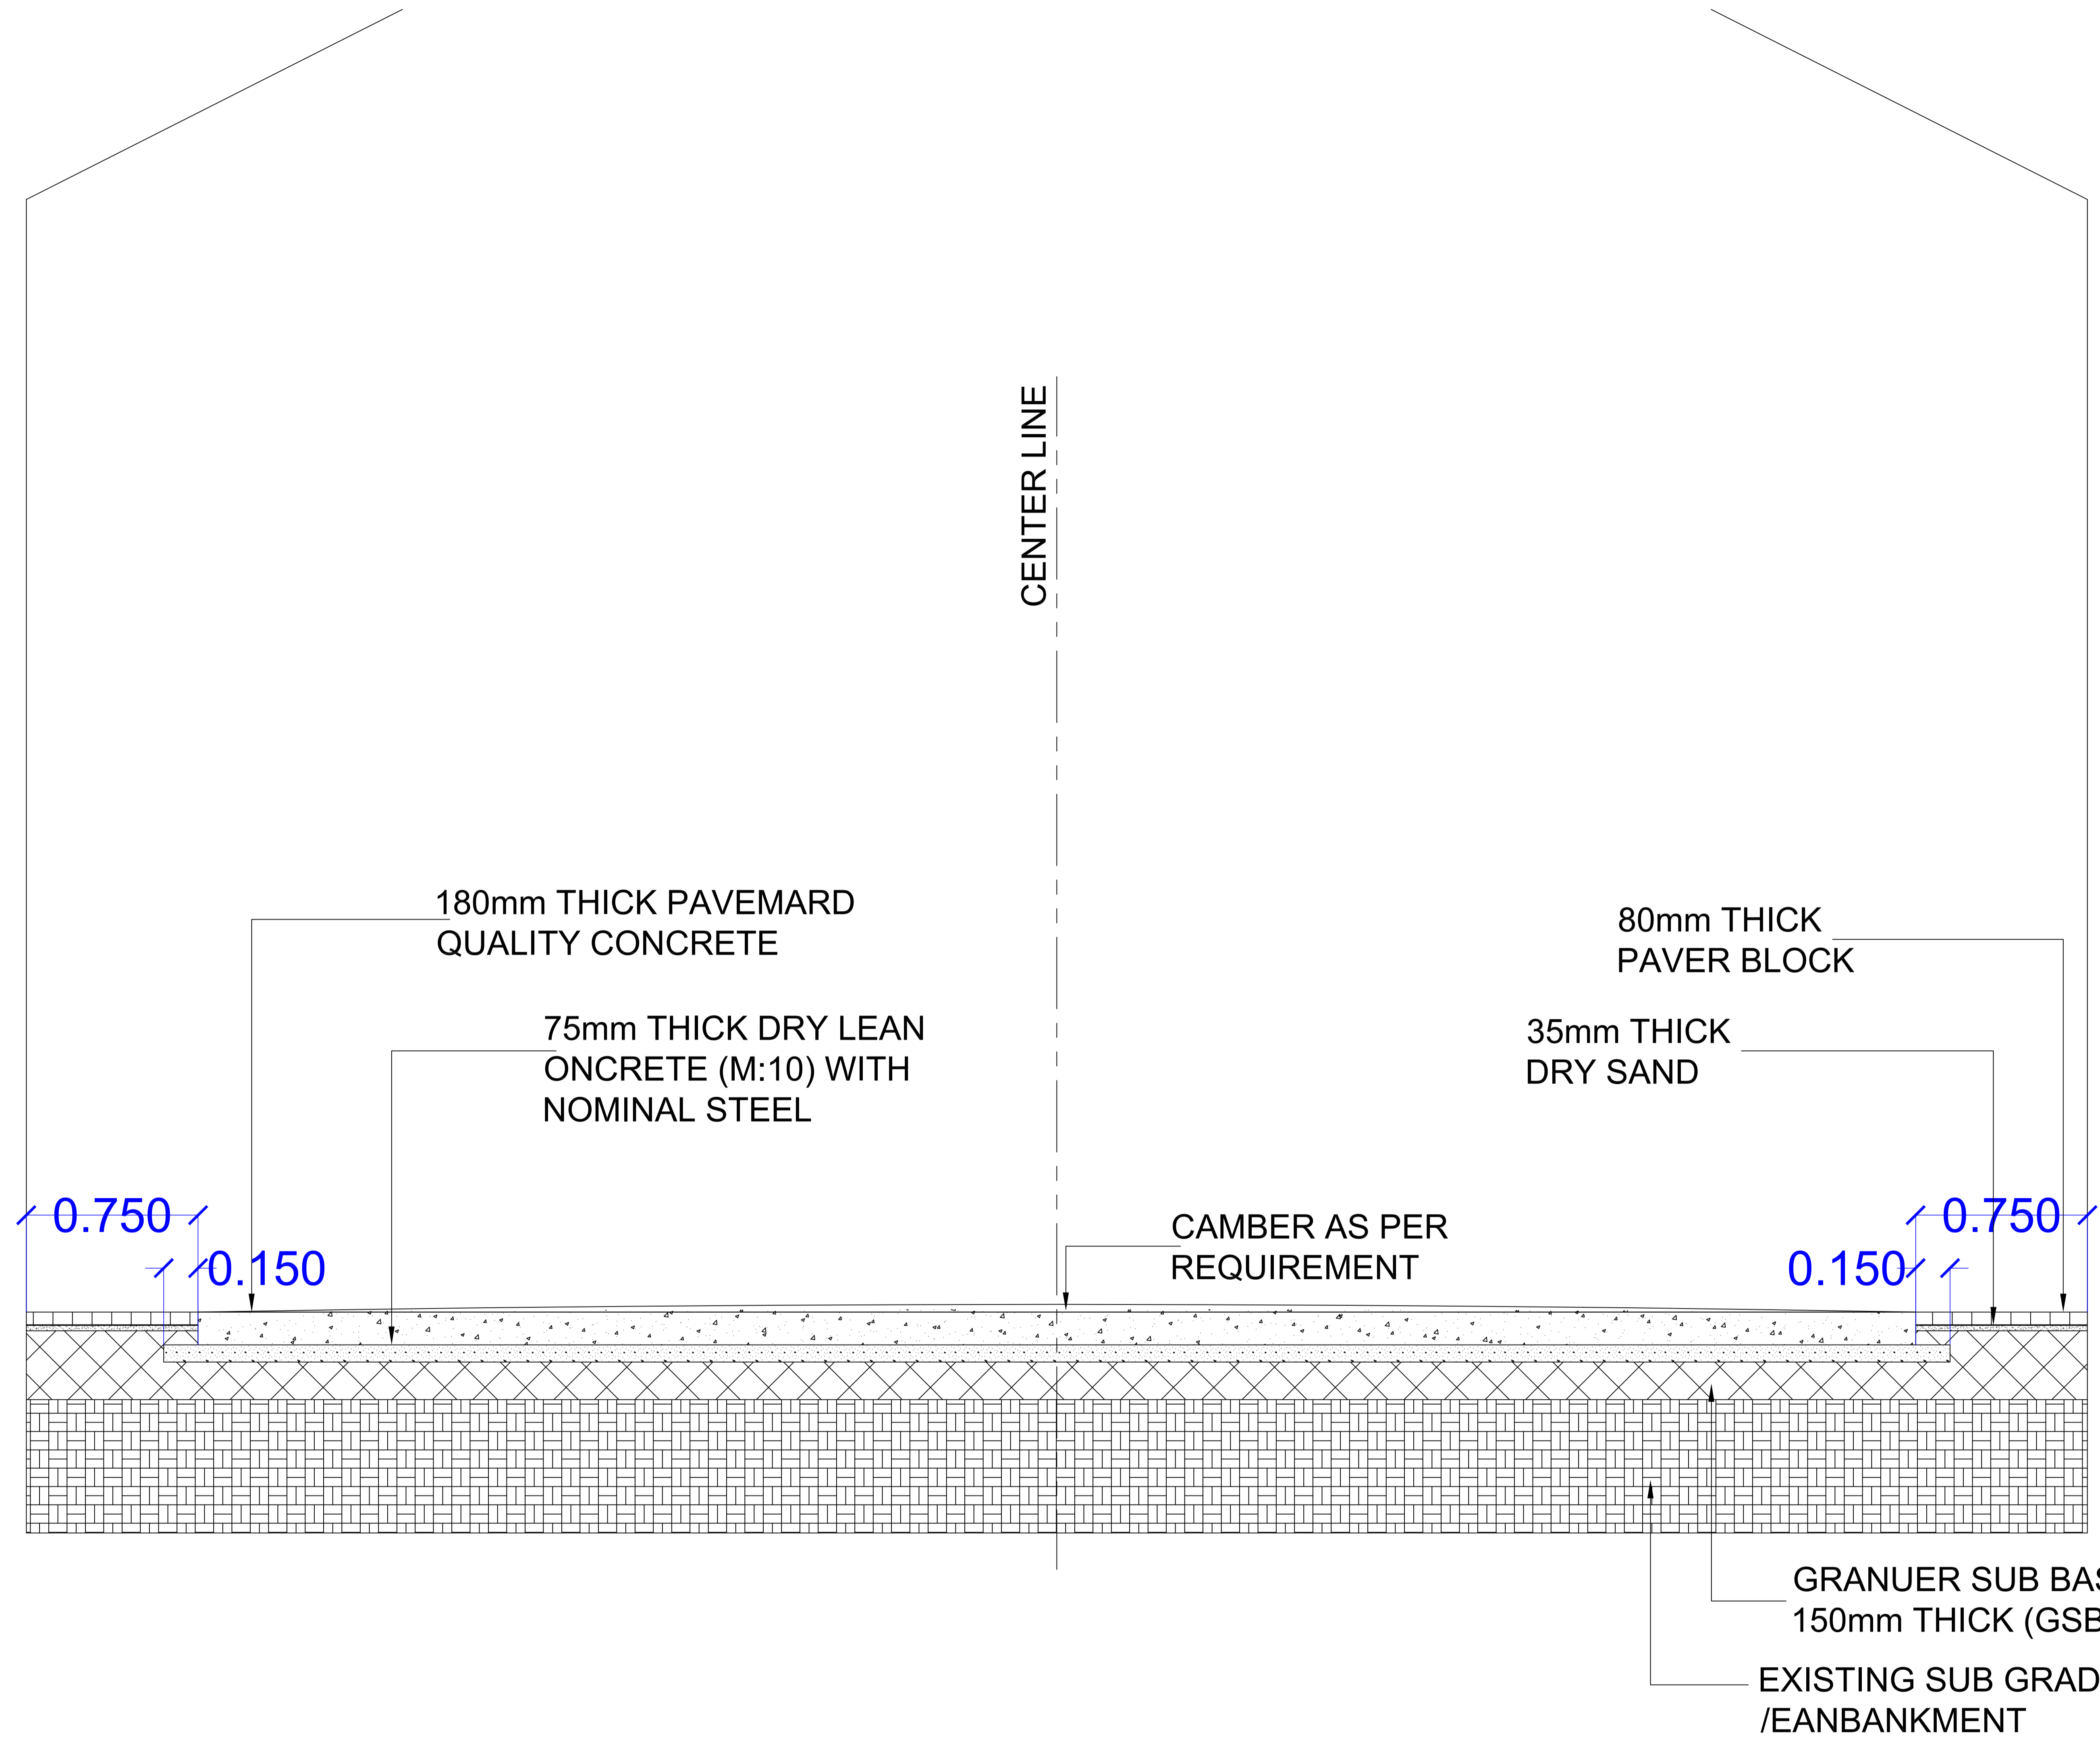 CENTER LINE
180mm THICK PAVEMARD
QUALITY CONCRETE
75mm THICK DRY LEAN
ONCRETE (M:10) WITH
NOMINAL STEEL
80mm THICK
PAVER BLOCK
35mm THICK
DRY SAND
0.750
0.150
CAMBER AS PER
REQUIREMENT
0.750
0.150
GRANUER SUB BAS
150mm THICK (GSB
EXISTING SUB GRAD
/EANBANKMENT